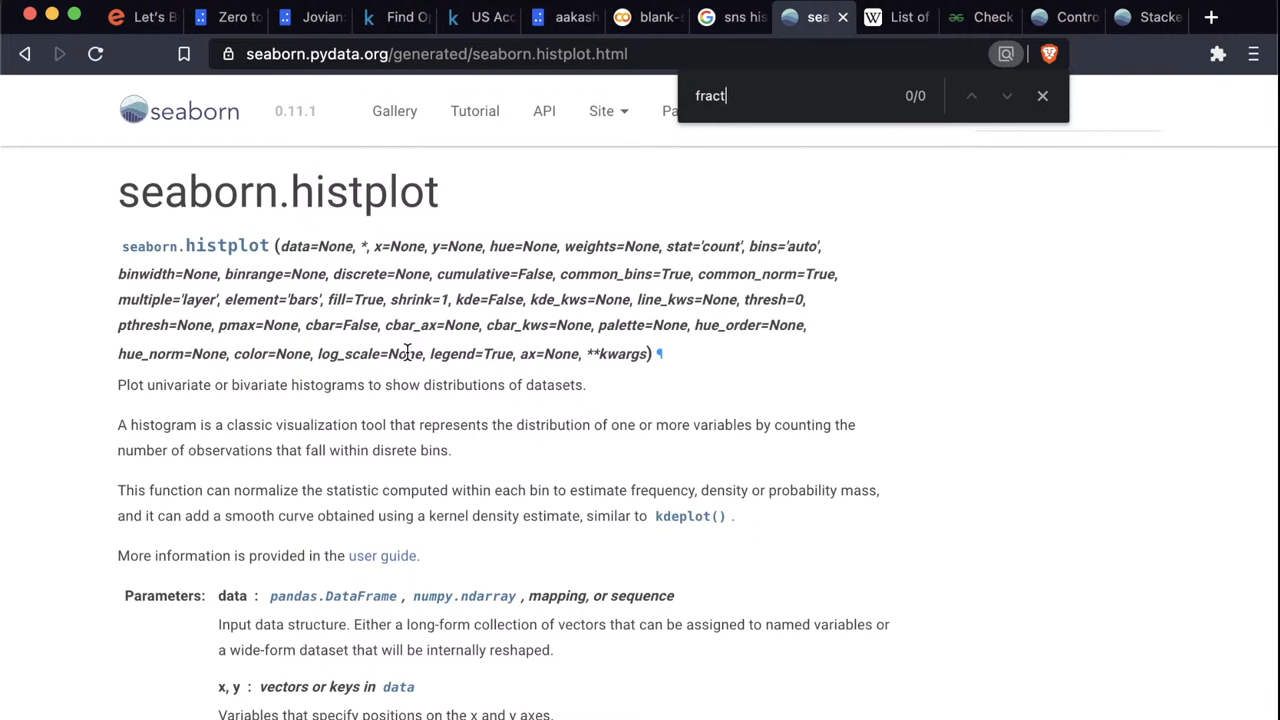 Let's B
Zero to
Jovian:
Find O
US Acc
aakash
blank-s
sns his
sea
List of
Check
Contro
Stacke
seaborn.pydata.org/generated/seaborn.histplot.html
fract
0/0
seaborn
0.11.1
Gallery
Tutorial
API
Site
Pa
seaborn.histplot
seaborn.histplot (data=None, *, x=None, y=None, hue=None, weights=None, stat='count', bins='auto',
binwidth=None, binrange=None, discrete=None, cumulative=False, common_bins=True, common_norm=True,
multiple='layer', element='bars', fill=True, shrink=1, kde=False, kde_kws=None, line_kws=None, thresh=0,
pthresh=None, pmax=None, cbar=False, cbar_ax=None, cbar_kws=None, palette=None, hue_order=None,
hue_norm=None, color=None, log_scale=None, legend=True, ax=None, **kwargs) ¶
Plot univariate or bivariate histograms to show distributions of datasets.
A histogram is a classic visualization tool that represents the distribution of one or more variables by counting the
number of observations that fall within disrete bins.
This function can normalize the statistic computed within each bin to estimate frequency, density or probability mass,
and it can add a smooth curve obtained using a kernel density estimate, similar to kdeplot() .
More information is provided in the user guide.
Parameters: data : pandas.DataFrame , numpy.ndarray , mapping, or sequence
Input data structure. Either a long-form collection of vectors that can be assigned to named variables or
a wide-form dataset that will be internally reshaped.
x, y : vectors or keys in data
Variables that specify positions on the x and y axes.